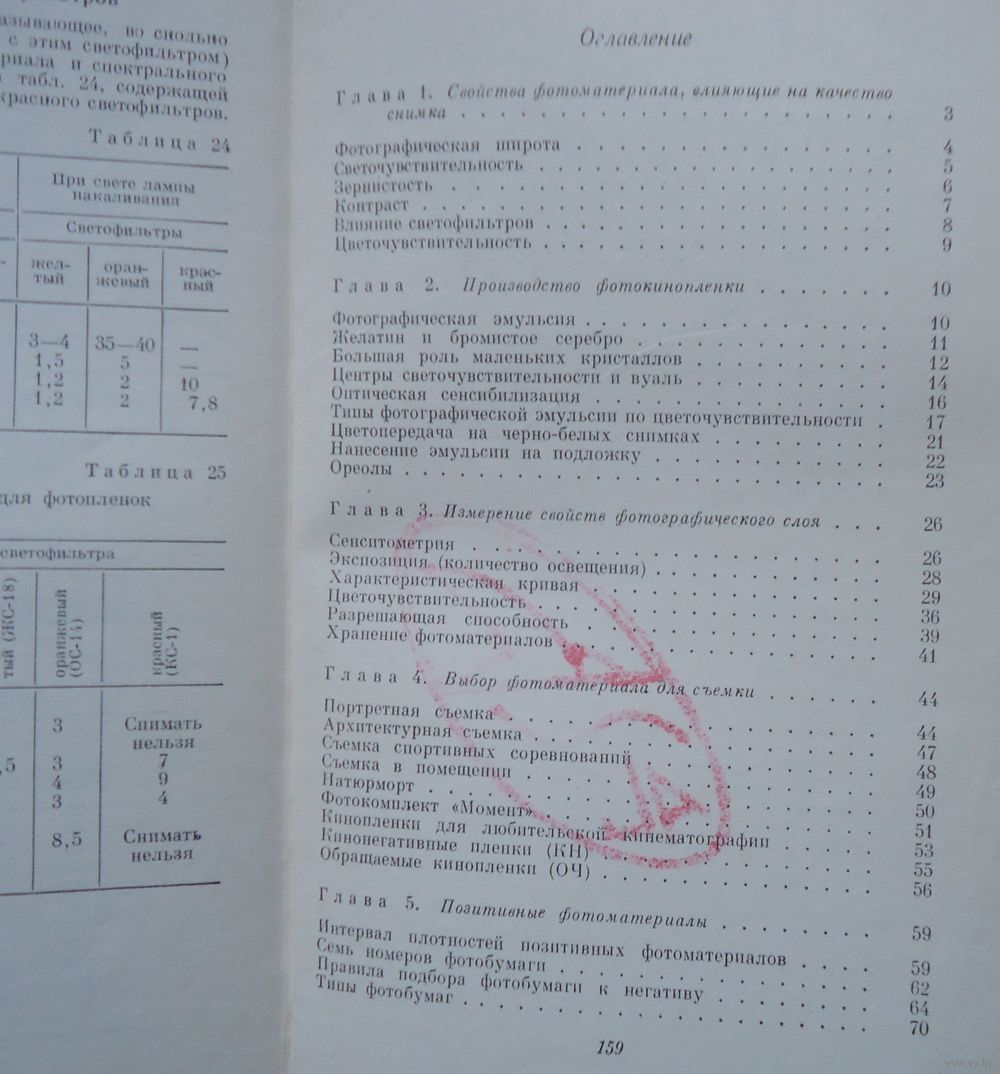 азывающее, во сколько
с этим светофильтром)
риала и спектрального
табл. 24, содержащей
красного светофильтров.
Таблица 24
При свете лампы
накаливания
Светофильтры
жел-
тый
оран-
жевый
крас-
ный
3—4 35—40 —
1,5 5 —
1,2 2 10
1,2 2 7,8
Таблица 25
для фотопленок
светофильтра
тый (ЖС-18)
оранжевый
(ОС-14)
красный
(КС-1)
3 Снимать
нельзя
,5 3 7
4 9
3 4
8,5 Снимать
нельзя
Оглавление
Глава 1. Свойства фотоматериала, влияющие на качество
снимка . . . . . . . . . . . . . . . . . . . . 3
Фотографическая широта . . . . . . . . . . . . . . . 4
Светочувствительность . . . . . . . . . . . . . . . . 5
Зернистость . . . . . . . . . . . . . . . . . . . . 6
Контраст . . . . . . . . . . . . . . . . . . . . . 7
Влияние светофильтров . . . . . . . . . . . . . . . . 8
Цветочувствительность . . . . . . . . . . . . . . . . 9
Глава 2. Производство фотокинопленки . . . . . . . 10
Фотографическая эмульсия . . . . . . . . . . . . . . 10
Желатин и бромистое серебро . . . . . . . . . . . . 11
Большая роль маленьких кристаллов . . . . . . . . . 12
Центры светочувствительности и вуаль . . . . . . . . . 14
Оптическая сенсибилизация . . . . . . . . . . . . . . 16
Типы фотографической эмульсии по цветочувствительности . 17
Цветопередача на черно-белых снимках . . . . . . . . 21
Нанесение эмульсии на подложку . . . . . . . . . . . 22
Ореолы . . . . . . . . . . . . . . . . . . . . . . 23
Глава 3. Измерение свойств фотографического слоя . . . 26
Сенситометрия . . . . . . . . . . . . . . . . . . . 26
Экспозиция (количество освещения) . . . . . . . . . . 28
Характеристическая кривая . . . . . . . . . . . . . . 29
Цветочувствительность . . . . . . . . . . . . . . . . 36
Разрешающая способность . . . . . . . . . . . . . . 39
Хранение фотоматериалов . . . . . . . . . . . . . . . 41
Глава 4. Выбор фотоматериала для съемки . . . . . . 44
Портретная съемка . . . . . . . . . . . . . . . . . 44
Архитектурная съемка . . . . . . . . . . . . . . . . 47
Съемка спортивных соревнований . . . . . . . . . . . 48
Съемка в помещении . . . . . . . . . . . . . . . . . 49
Натюрморт . . . . . . . . . . . . . . . . . . . . . 50
Фотокомплект «Момент» . . . . . . . . . . . . . . . 51
Кинопленки для любительской кинематографии . . . . . 53
Кинонегативные пленки (КН) . . . . . . . . . . . . . 55
Обращаемые кинопленки (ОЧ) . . . . . . . . . . . . . 56
Глава 5. Позитивные фотоматериалы . . . . . . . . 59
Интервал плотностей позитивных фотоматериалов . . . . 59
Семь номеров фотобумаги . . . . . . . . . . . . . . . 62
Правила подбора фотобумаги к негативу . . . . . . . . 64
Типы фотобумаг . . . . . . . . . . . . . . . . . . . 70
159
www.ay.by